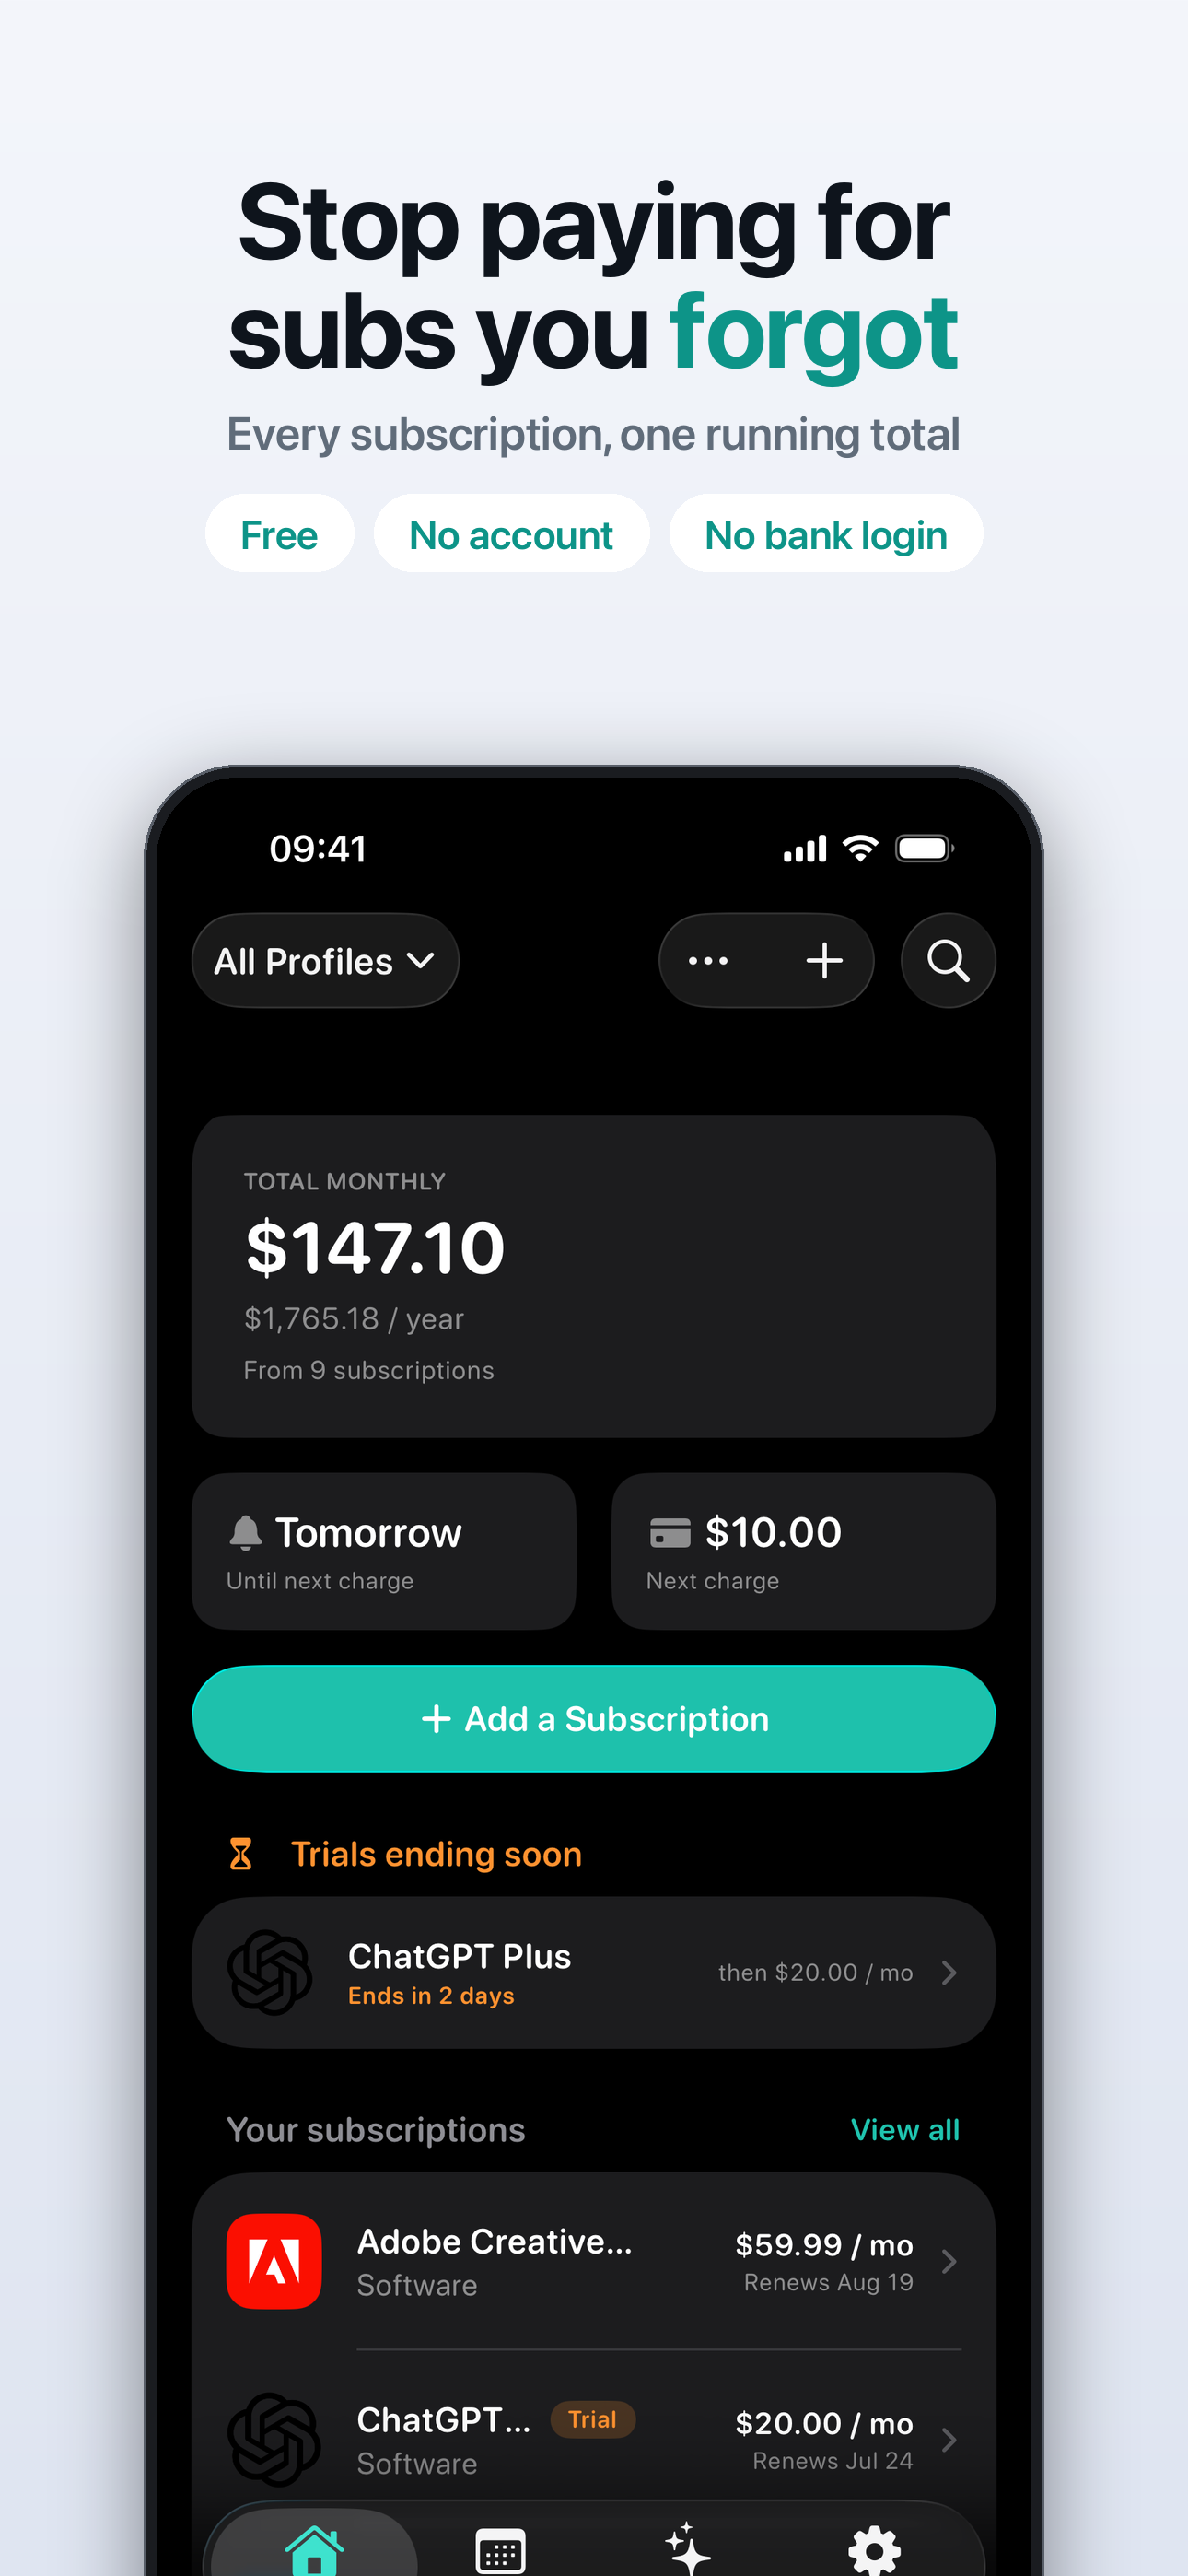 Stop paying for
subs you forgot
Every subscription, one running total
Free No account No bank login
09:41
All Profiles
TOTAL MONTHLY
$147.10
$1,765.18 / year
From 9 subscriptions
Tomorrow
Until next charge
$10.00
Next charge
+ Add a Subscription
Trials ending soon
ChatGPT Plus
Ends in 2 days
then $20.00 / mo
Your subscriptions
View all
Adobe Creative...
Software
$59.99 / mo
Renews Aug 19
ChatGPT... Trial
Software
$20.00 / mo
Renews Jul 24